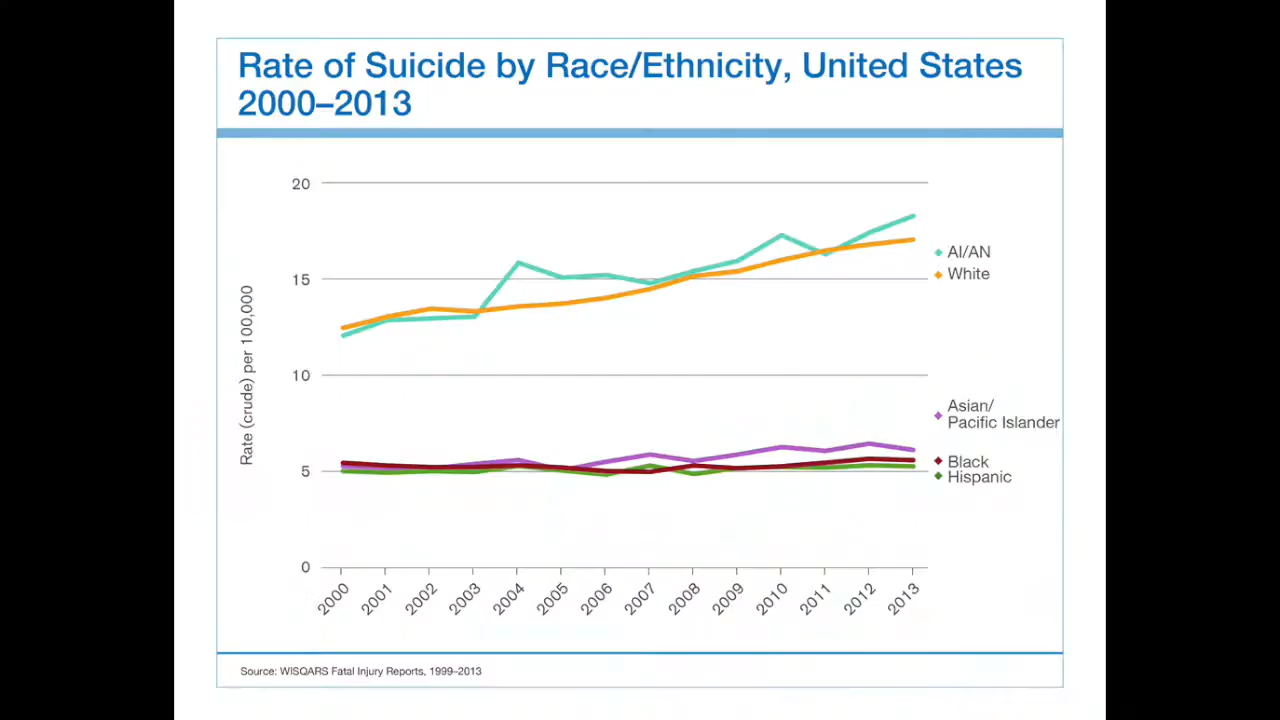 Rate of Suicide by Race/Ethnicity, United States
2000–2013
20
15
10
5
0
Rate (crude) per 100,000
AI/AN
White
Asian/
Pacific Islander
Black
Hispanic
2000 2001 2002 2003 2004 2005 2006 2007 2008 2009 2010 2011 2012 2013
Source: WISQARS Fatal Injury Reports, 1999–2013